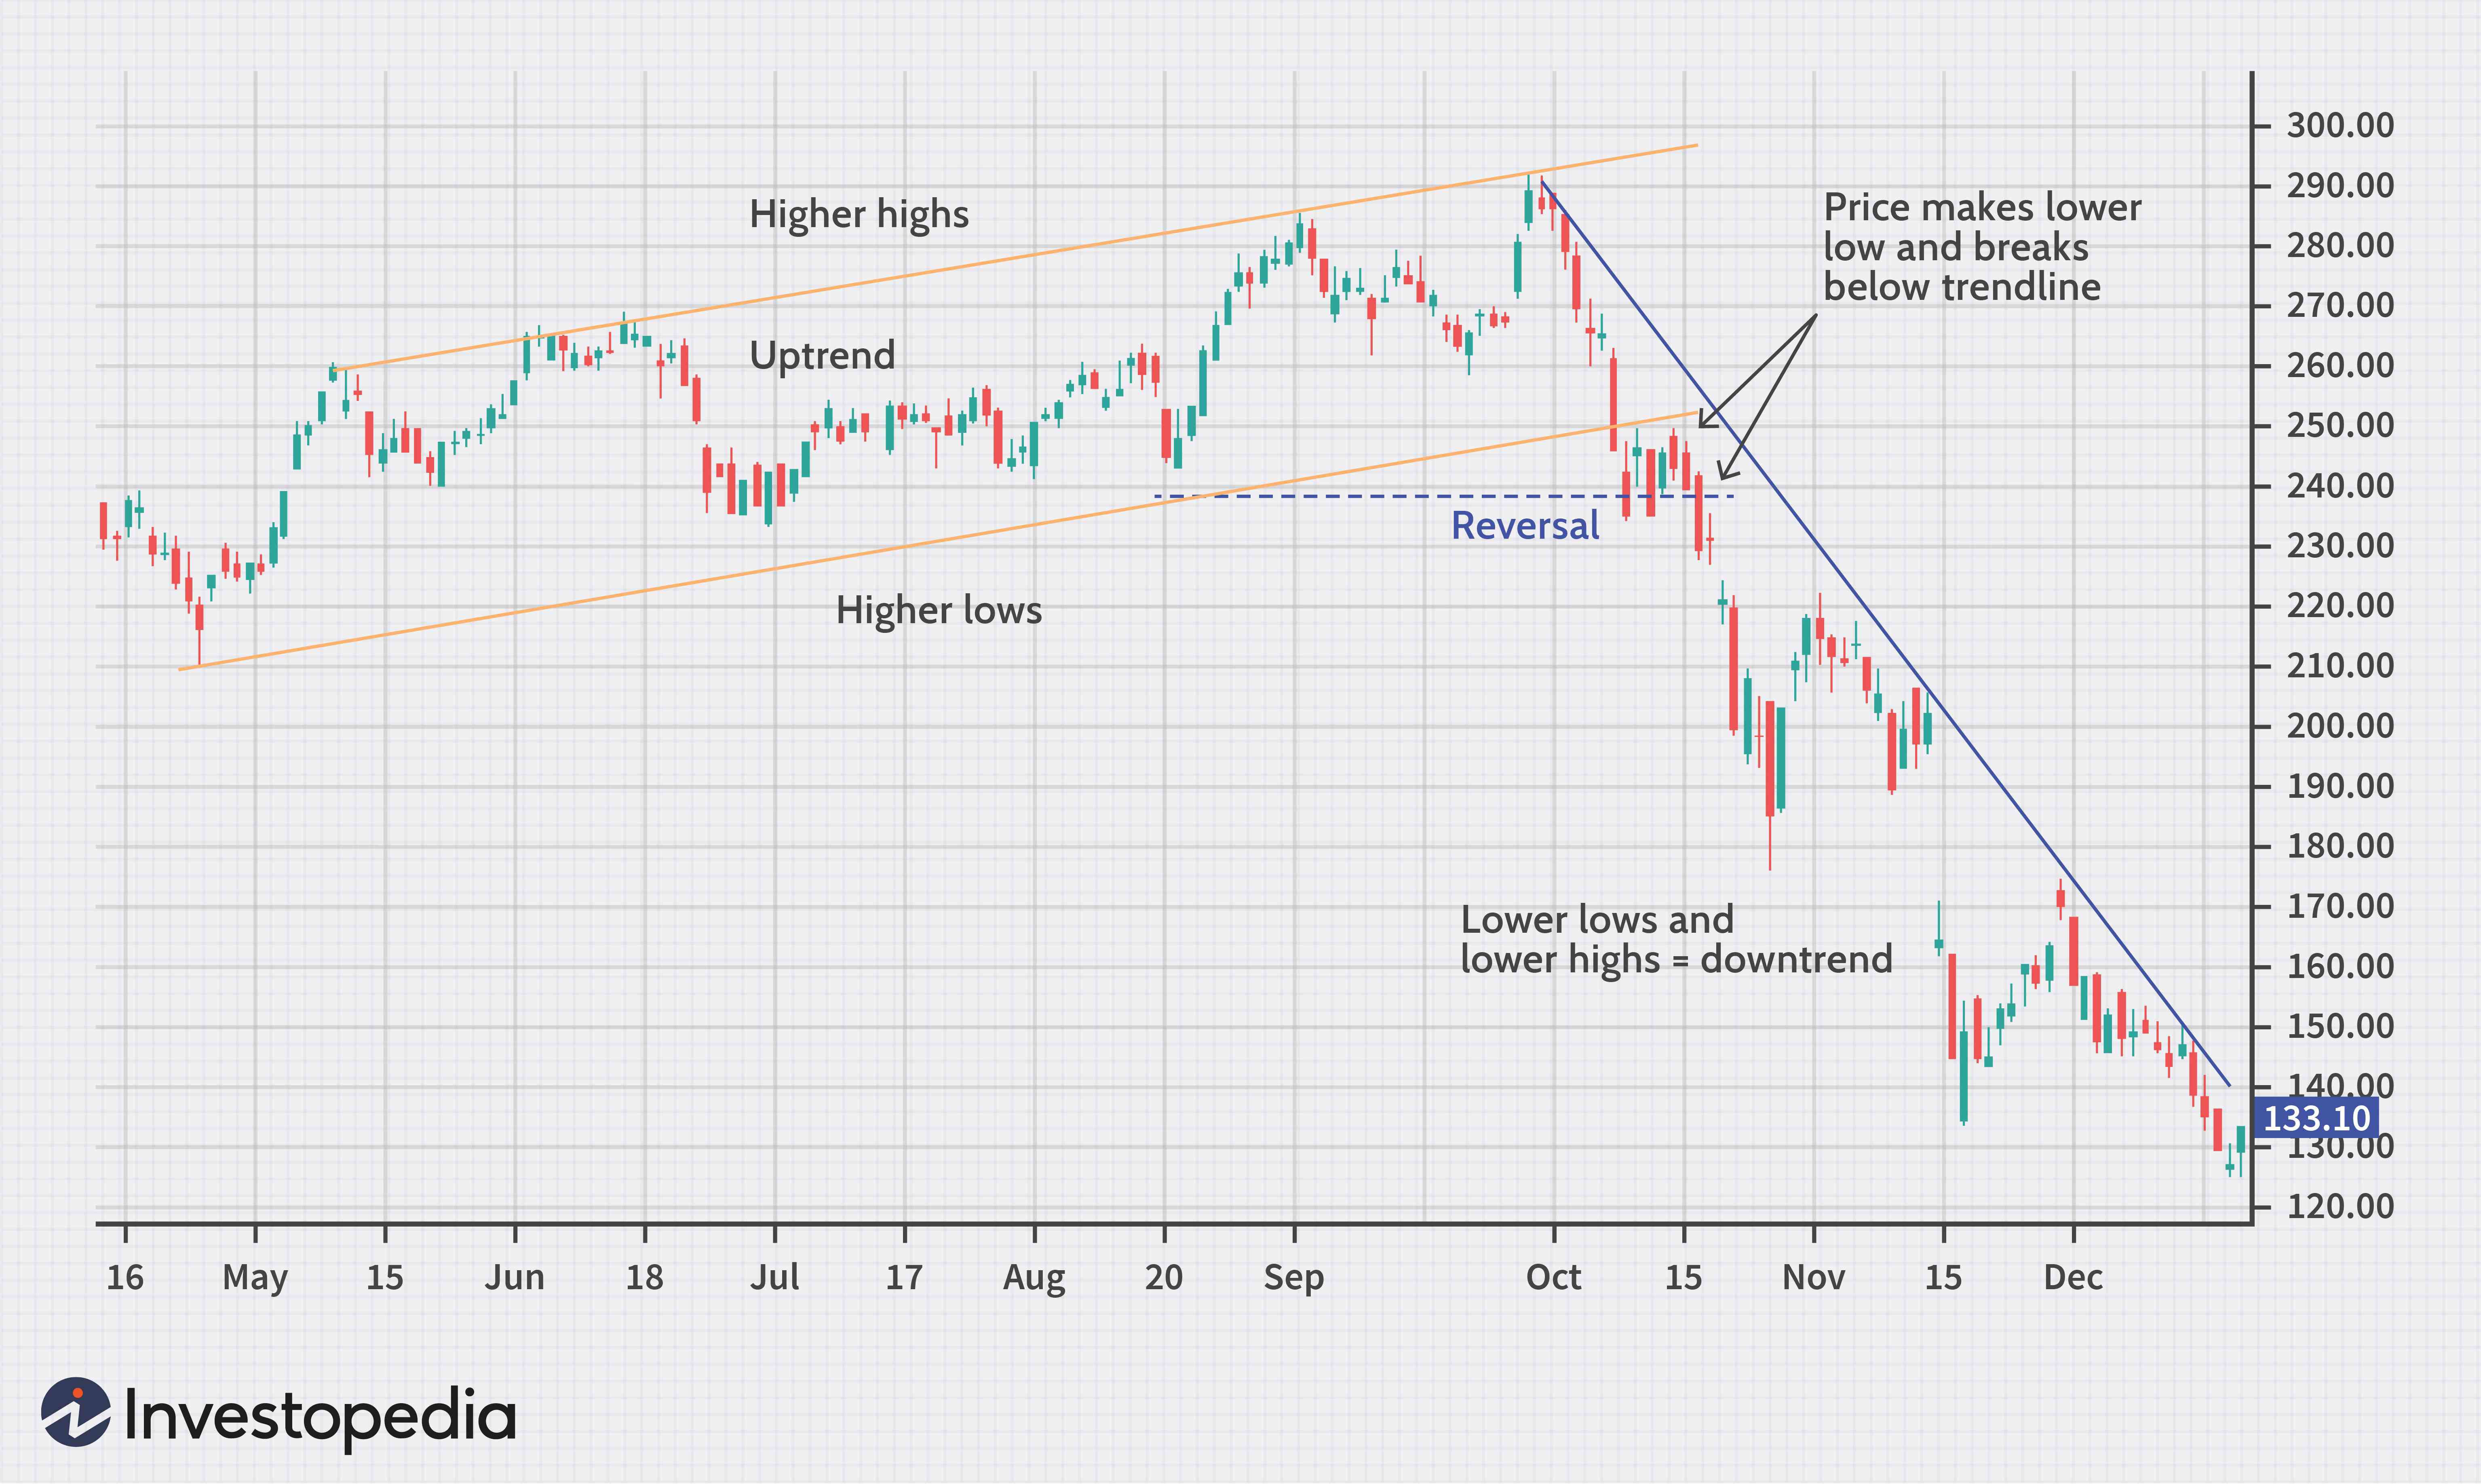 300.00
290.00
280.00
270.00
260.00
250.00
240.00
230.00
220.00
210.00
200.00
190.00
180.00
170.00
160.00
150.00
140.00
133.10
130.00
120.00
Higher highs
Uptrend
Higher lows
Price makes lower
low and breaks
below trendline
Reversal
Lower lows and
lower highs = downtrend
16 May 15 Jun 18 Jul 17 Aug 20 Sep Oct 15 Nov 15 Dec
Investopedia